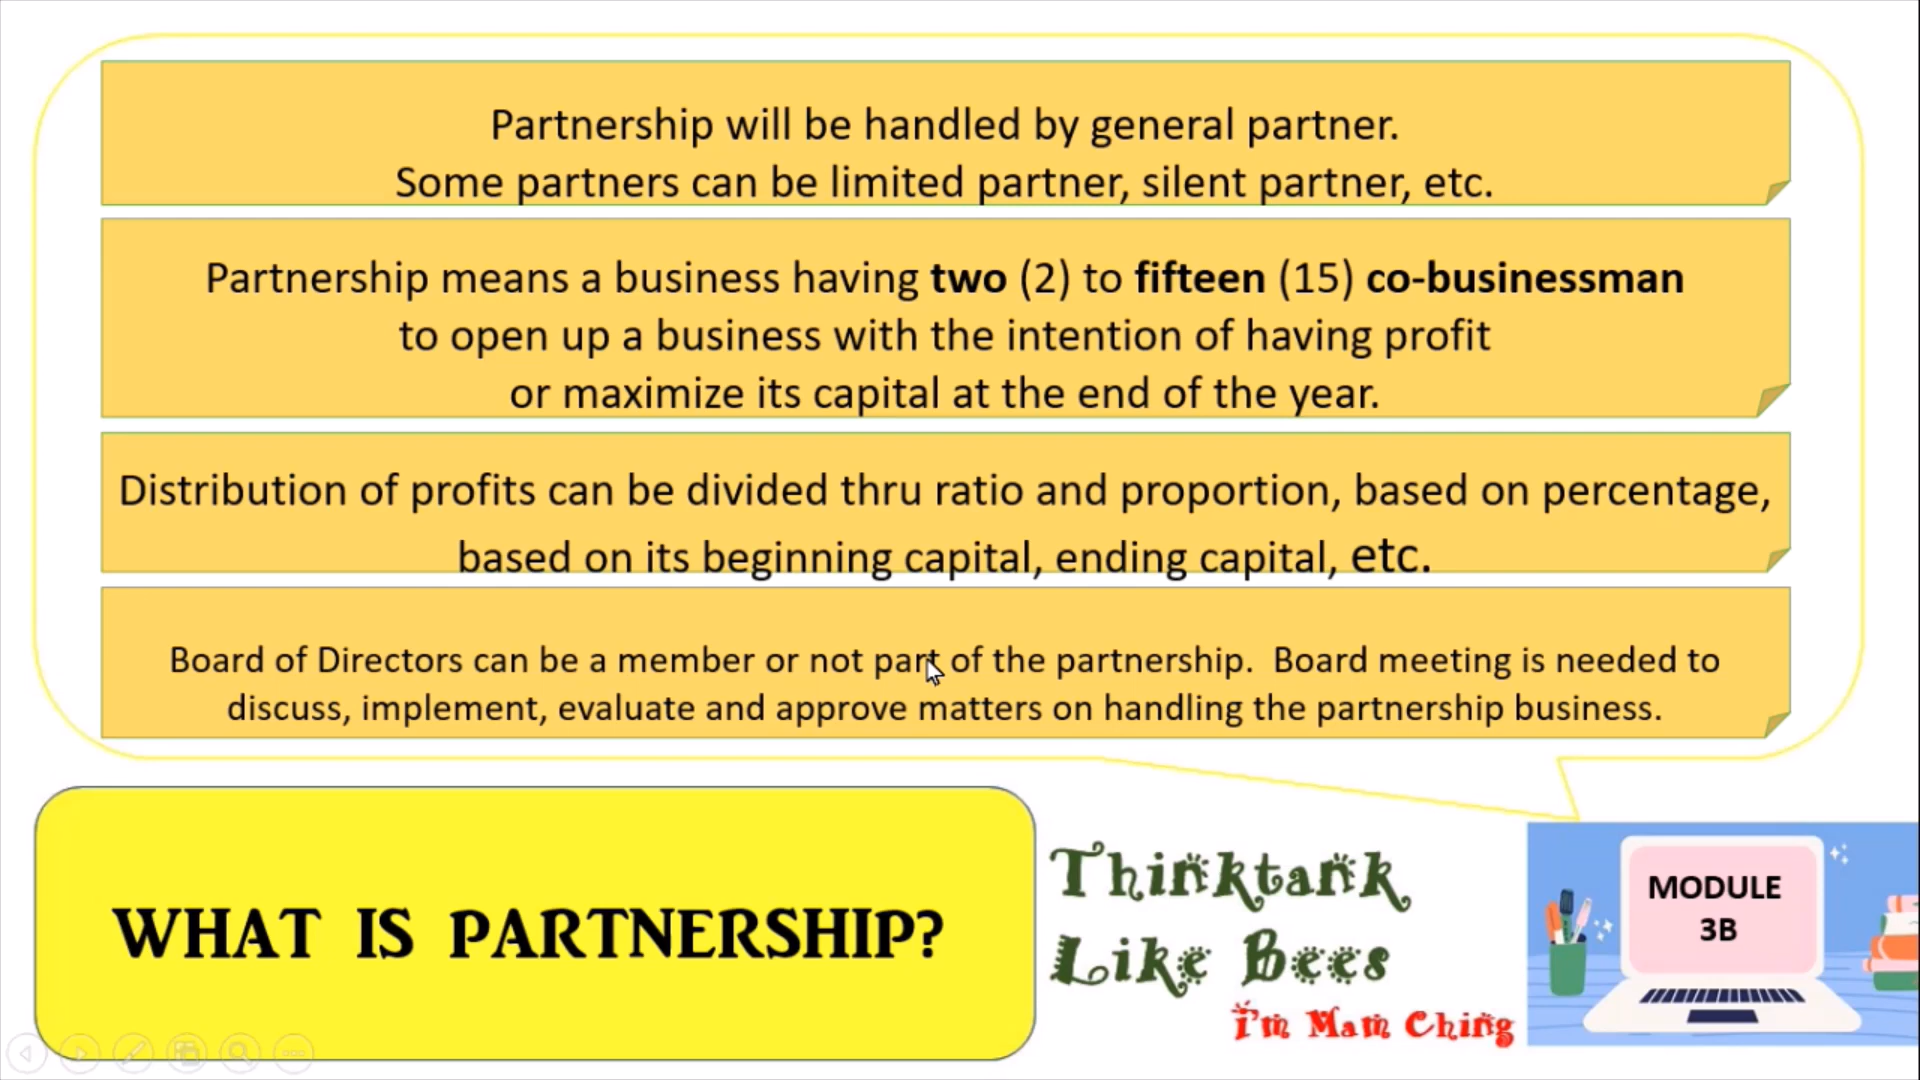 Partnership will be handled by general partner.
Some partners can be limited partner, silent partner, etc.
Partnership means a business having two (2) to fifteen (15) co-businessman
to open up a business with the intention of having profit
or maximize its capital at the end of the year.
Distribution of profits can be divided thru ratio and proportion, based on percentage,
based on its beginning capital, ending capital, etc.
Board of Directors can be a member or not part of the partnership. Board meeting is needed to
discuss, implement, evaluate and approve matters on handling the partnership business.
WHAT IS PARTNERSHIP?
Thinktank
Like Bees
I'm Mam Ching
MODULE
3B